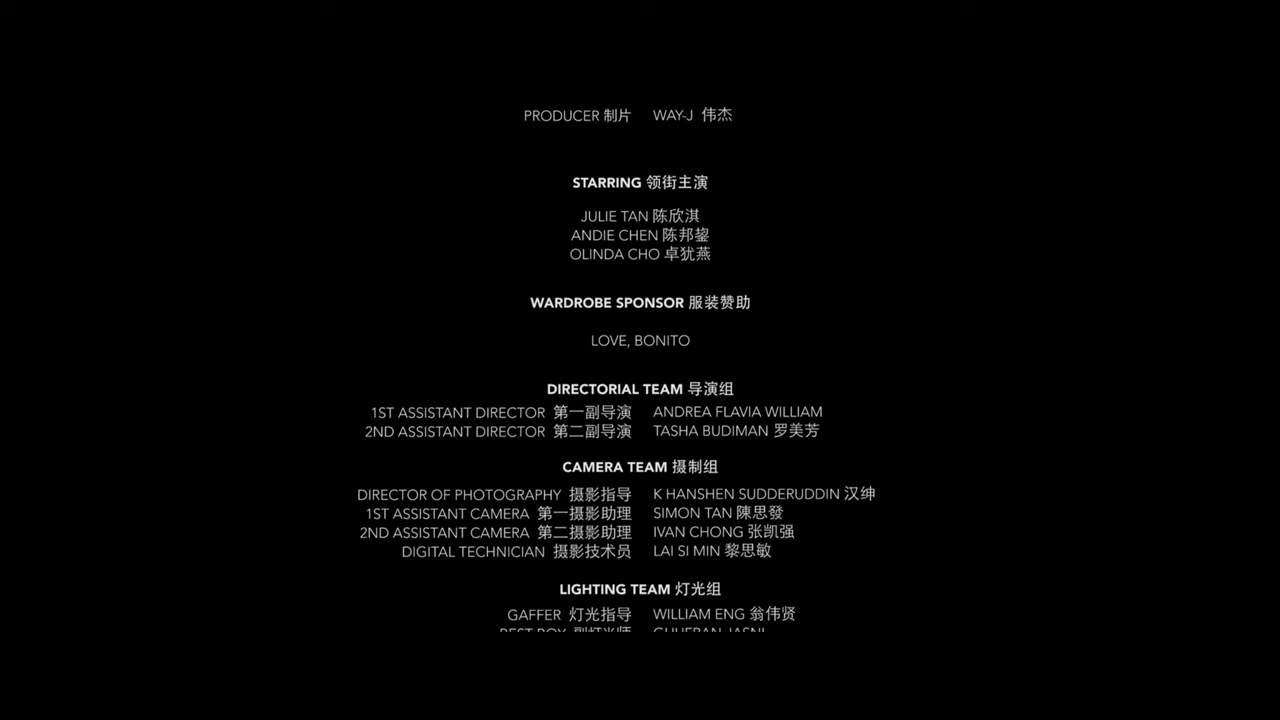 PRODUCER 制片 WAY-J 伟杰
STARRING 领街主演
JULIE TAN 陈欣淇
ANDIE CHEN 陈邦鋆
OLINDA CHO 卓犹燕
WARDROBE SPONSOR 服装赞助
LOVE, BONITO
DIRECTORIAL TEAM 导演组
1ST ASSISTANT DIRECTOR 第一副导演 ANDREA FLAVIA WILLIAM
2ND ASSISTANT DIRECTOR 第二副导演 TASHA BUDIMAN 罗美芳
CAMERA TEAM 摄制组
DIRECTOR OF PHOTOGRAPHY 摄影指导 K HANSHEN SUDDERUDDIN 汉绅
1ST ASSISTANT CAMERA 第一摄影助理 SIMON TAN 陳思發
2ND ASSISTANT CAMERA 第二摄影助理 IVAN CHONG 张凯强
DIGITAL TECHNICIAN 摄影技术员 LAI SI MIN 黎思敏
LIGHTING TEAM 灯光组
GAFFER 灯光指导 WILLIAM ENG 翁伟贤
BEST BOY 副灯光师